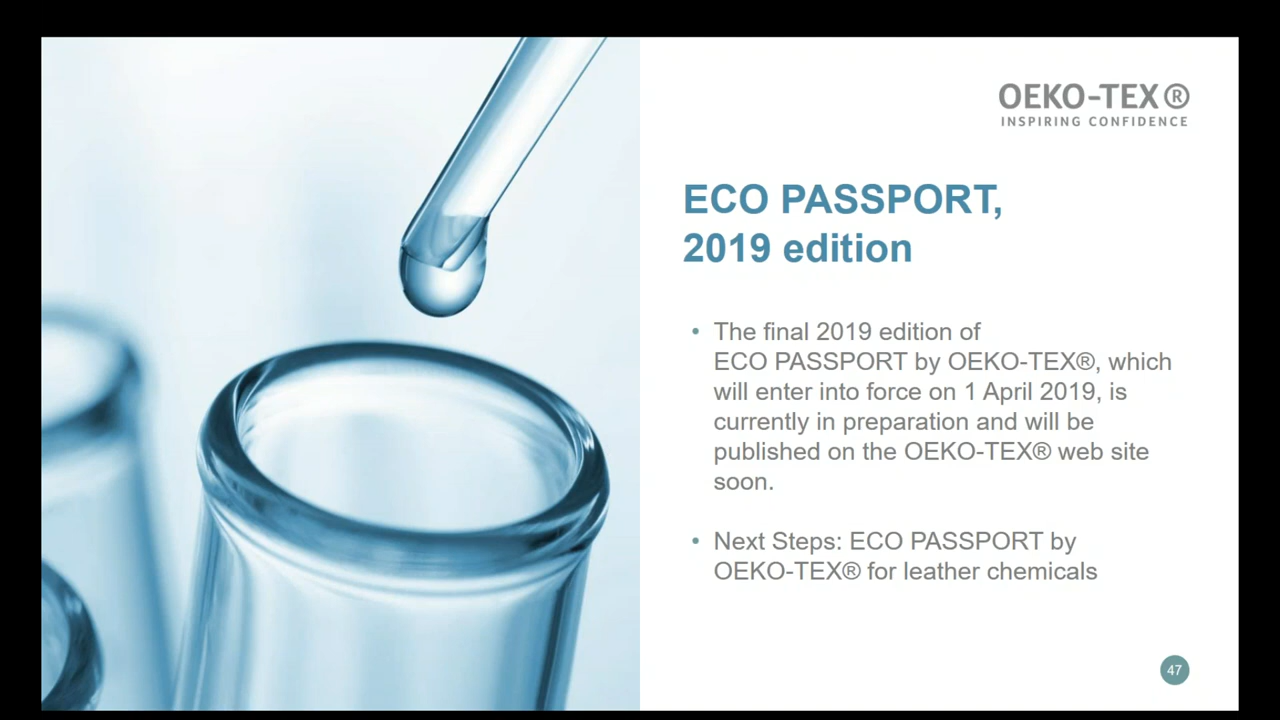 OEKO-TEX®
INSPIRING CONFIDENCE
ECO PASSPORT,
2019 edition
• The final 2019 edition of
ECO PASSPORT by OEKO-TEX®, which
will enter into force on 1 April 2019, is
currently in preparation and will be
published on the OEKO-TEX® web site
soon.
• Next Steps: ECO PASSPORT by
OEKO-TEX® for leather chemicals
47